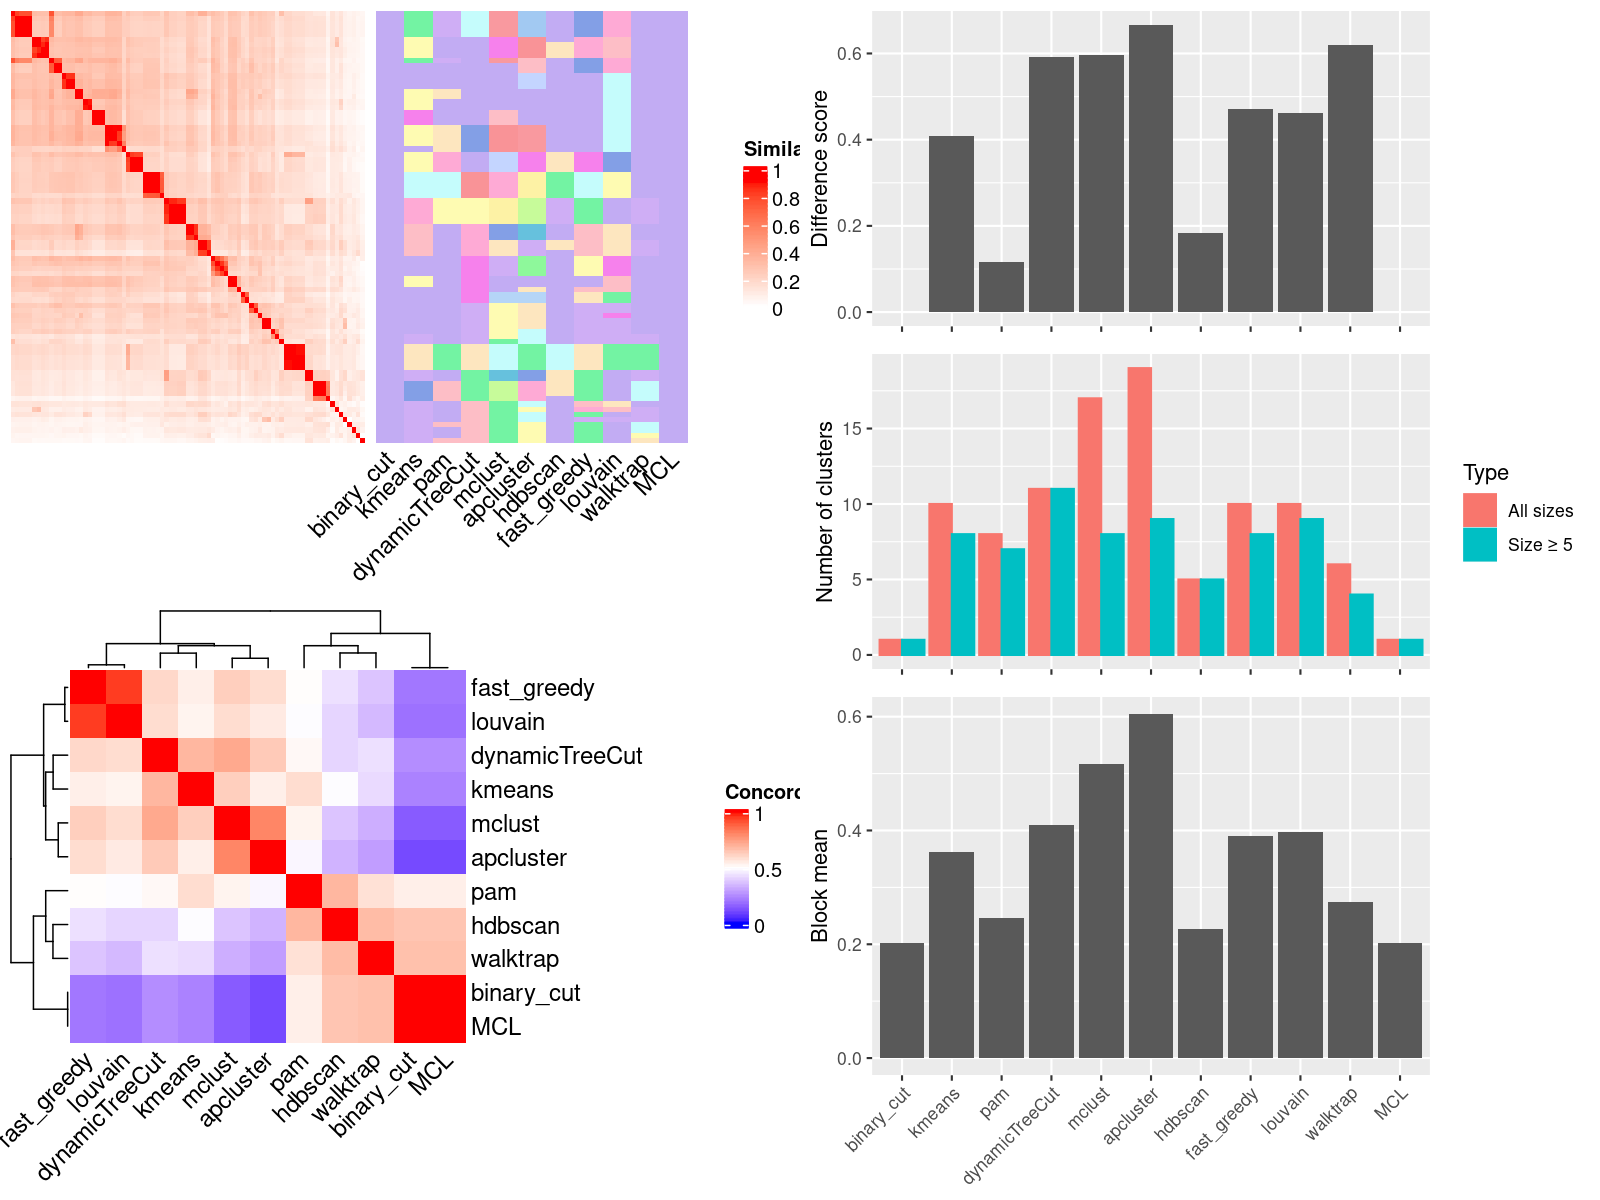 Simila
1
0.8
0.6
0.4
0.2
0
binary_cut
kmeans
pam
dynamicTreeCut
mclust
apcluster
hdbscan
fast_greedy
louvain
walktrap
MCL
fast_greedy
louvain
dynamicTreeCut
kmeans
mclust
apcluster
pam
hdbscan
walktrap
binary_cut
MCL
Concord
1
0.5
0
fast_greedy
louvain
dynamicTreeCut
kmeans
mclust
apcluster
pam
hdbscan
walktrap
binary_cut
MCL
Difference score
0.6
0.4
0.2
0.0
Number of clusters
15
10
5
0
Type
All sizes
Size ≥ 5
Block mean
0.6
0.4
0.2
0.0
binary_cut
kmeans
pam
dynamicTreeCut
mclust
apcluster
hdbscan
fast_greedy
louvain
walktrap
MCL